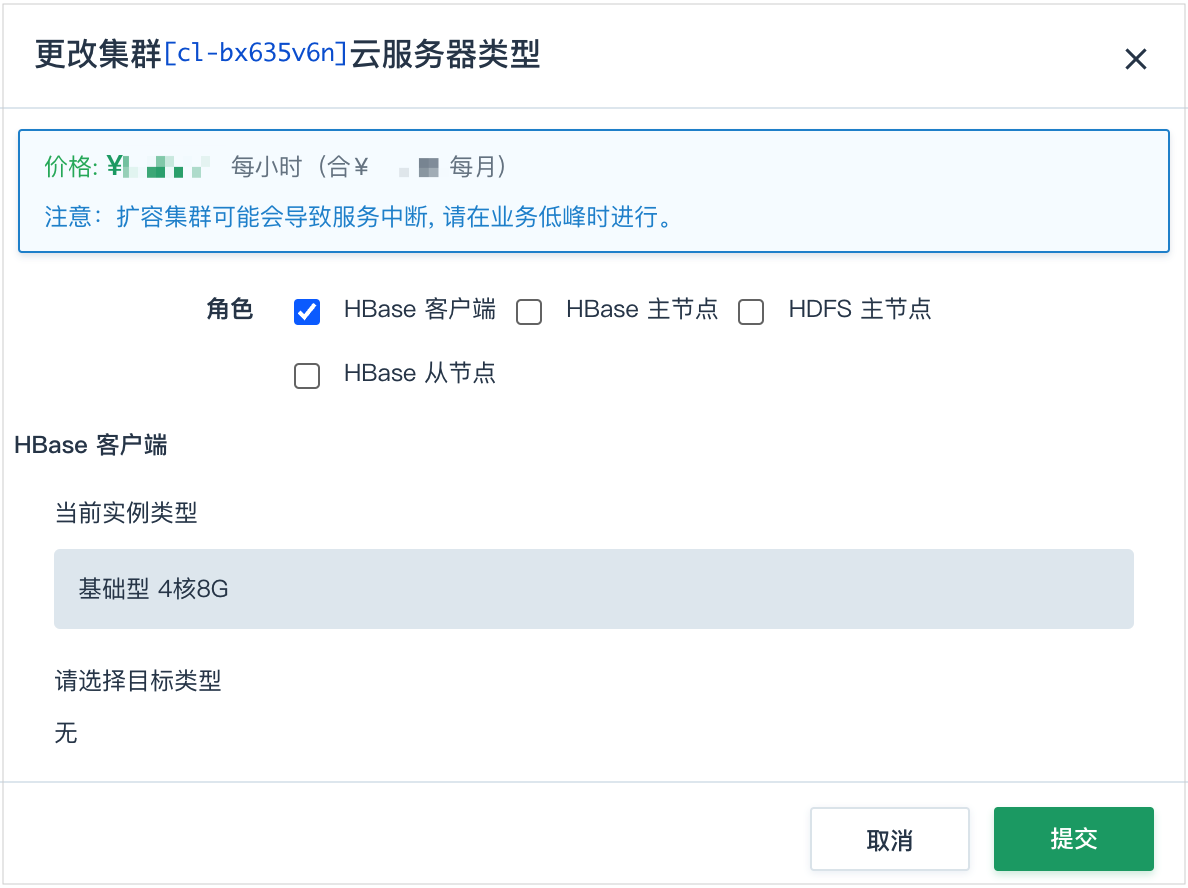 更改集群[cl-bx635v6n]云服务器类型
价格: ¥ 每小时（合¥ 每月）
注意：扩容集群可能会导致服务中断, 请在业务低峰时进行。
角色 HBase 客户端 HBase 主节点 HDFS 主节点
HBase 从节点
HBase 客户端
当前实例类型
基础型 4核8G
请选择目标类型
无
取消 提交